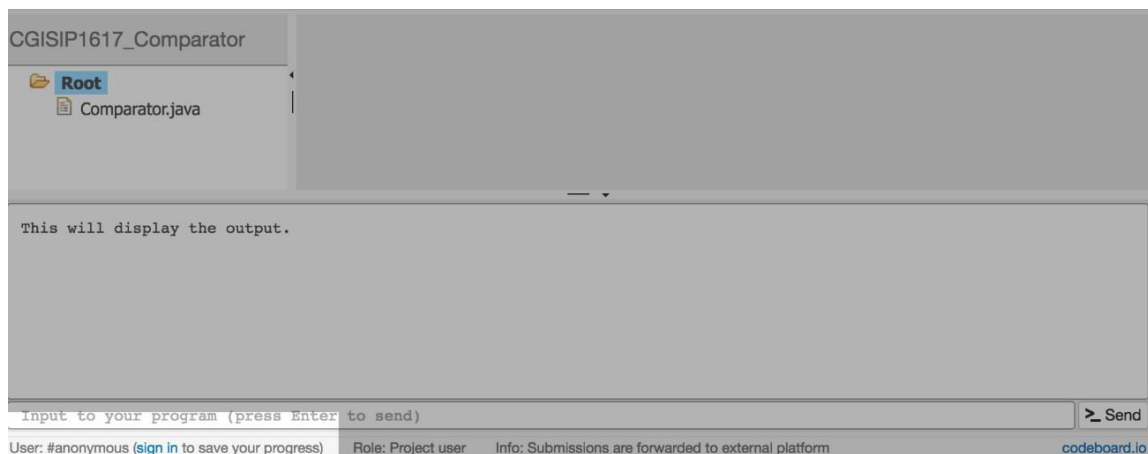 CGISIP1617_Comparator
Root
Comparator.java
This will display the output.
Input to your program (press Enter to send)
>_ Send
User: #anonymous (sign in to save your progress) Role: Project user Info: Submissions are forwarded to external platform codeboard.io